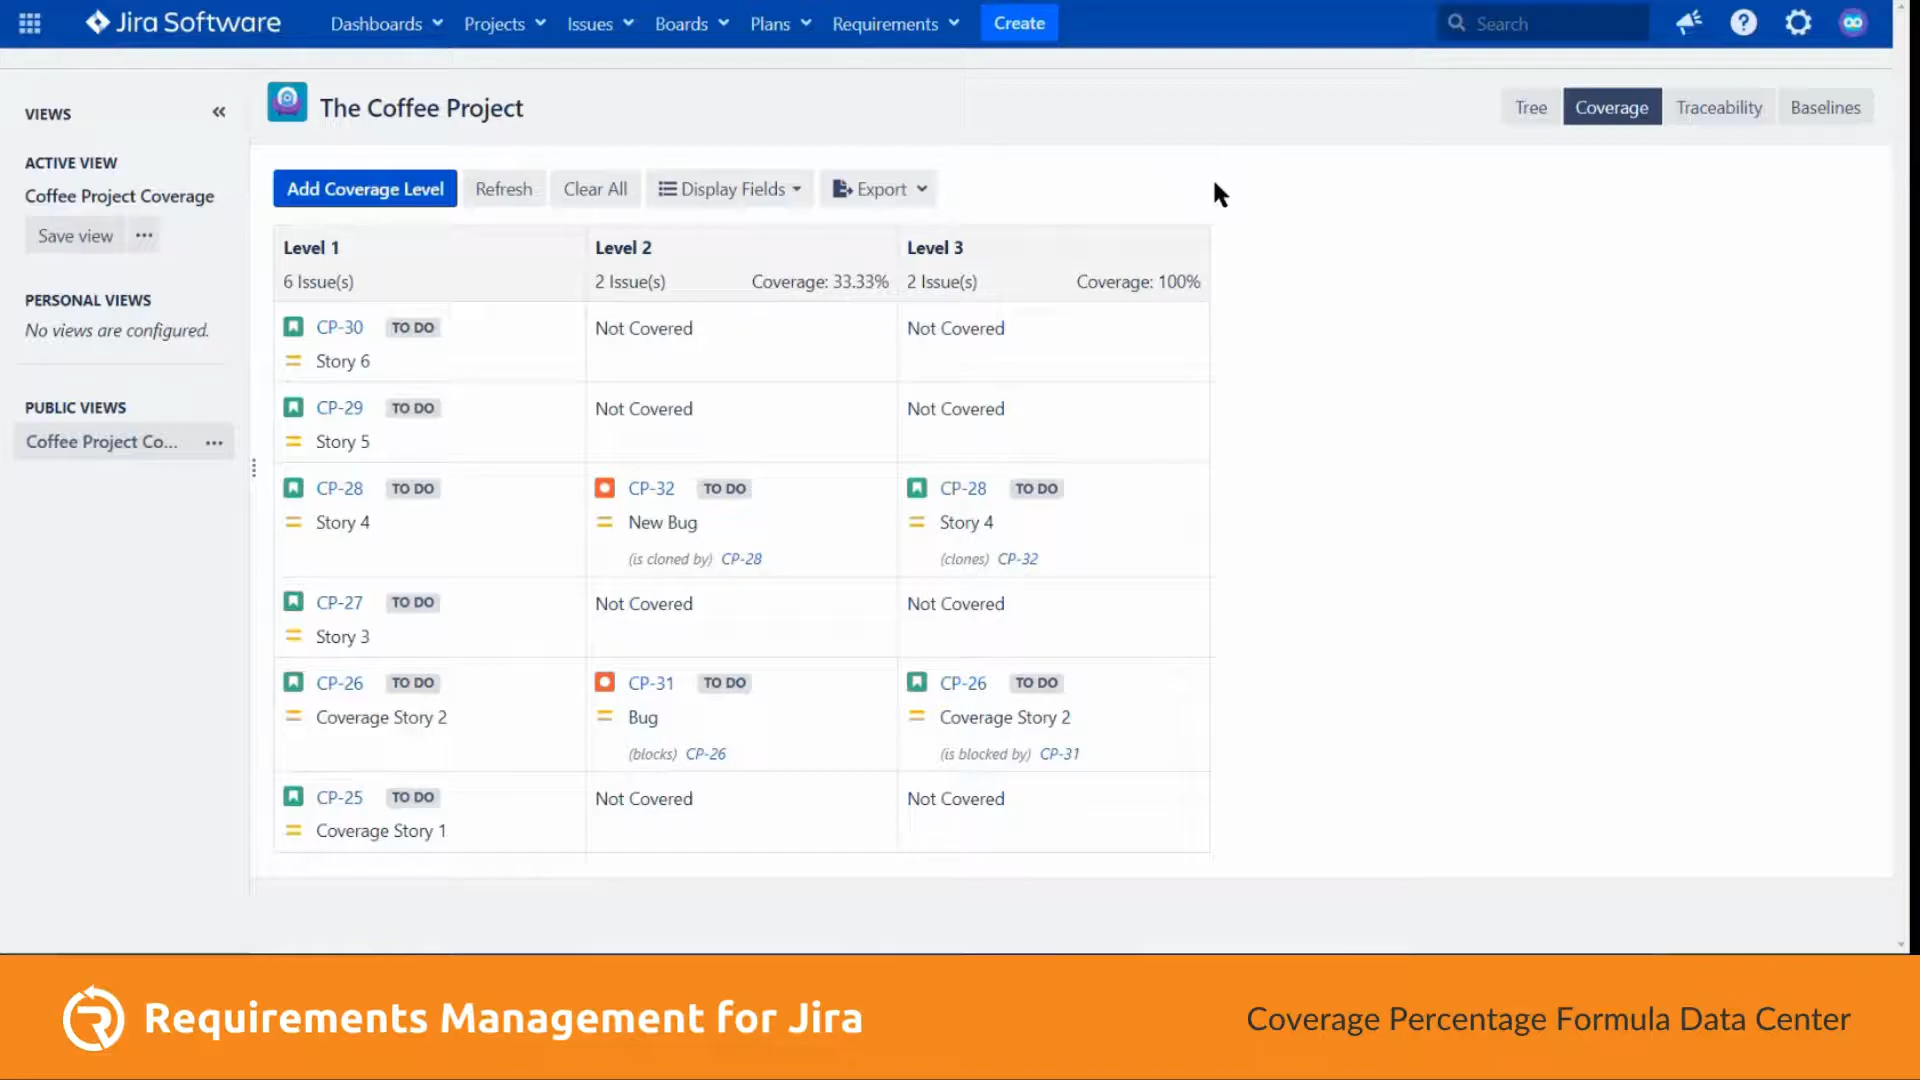 Jira Software Dashboards Projects Issues Boards Plans Requirements Create Search
VIEWS
ACTIVE VIEW
Coffee Project Coverage
Save view
PERSONAL VIEWS
No views are configured.
PUBLIC VIEWS
Coffee Project Co...
The Coffee Project
Tree Coverage Traceability Baselines
Add Coverage Level Refresh Clear All Display Fields Export
Level 1 Level 2 Level 3
6 Issue(s) 2 Issue(s) Coverage: 33.33% 2 Issue(s) Coverage: 100%
CP-30 TO DO Not Covered Not Covered
Story 6
CP-29 TO DO Not Covered Not Covered
Story 5
CP-28 TO DO CP-32 TO DO CP-28 TO DO
Story 4 New Bug Story 4
(is cloned by) CP-28 (clones) CP-32
CP-27 TO DO Not Covered Not Covered
Story 3
CP-26 TO DO CP-31 TO DO CP-26 TO DO
Coverage Story 2 Bug Coverage Story 2
(blocks) CP-26 (is blocked by) CP-31
CP-25 TO DO Not Covered Not Covered
Coverage Story 1
Requirements Management for Jira
Coverage Percentage Formula Data Center